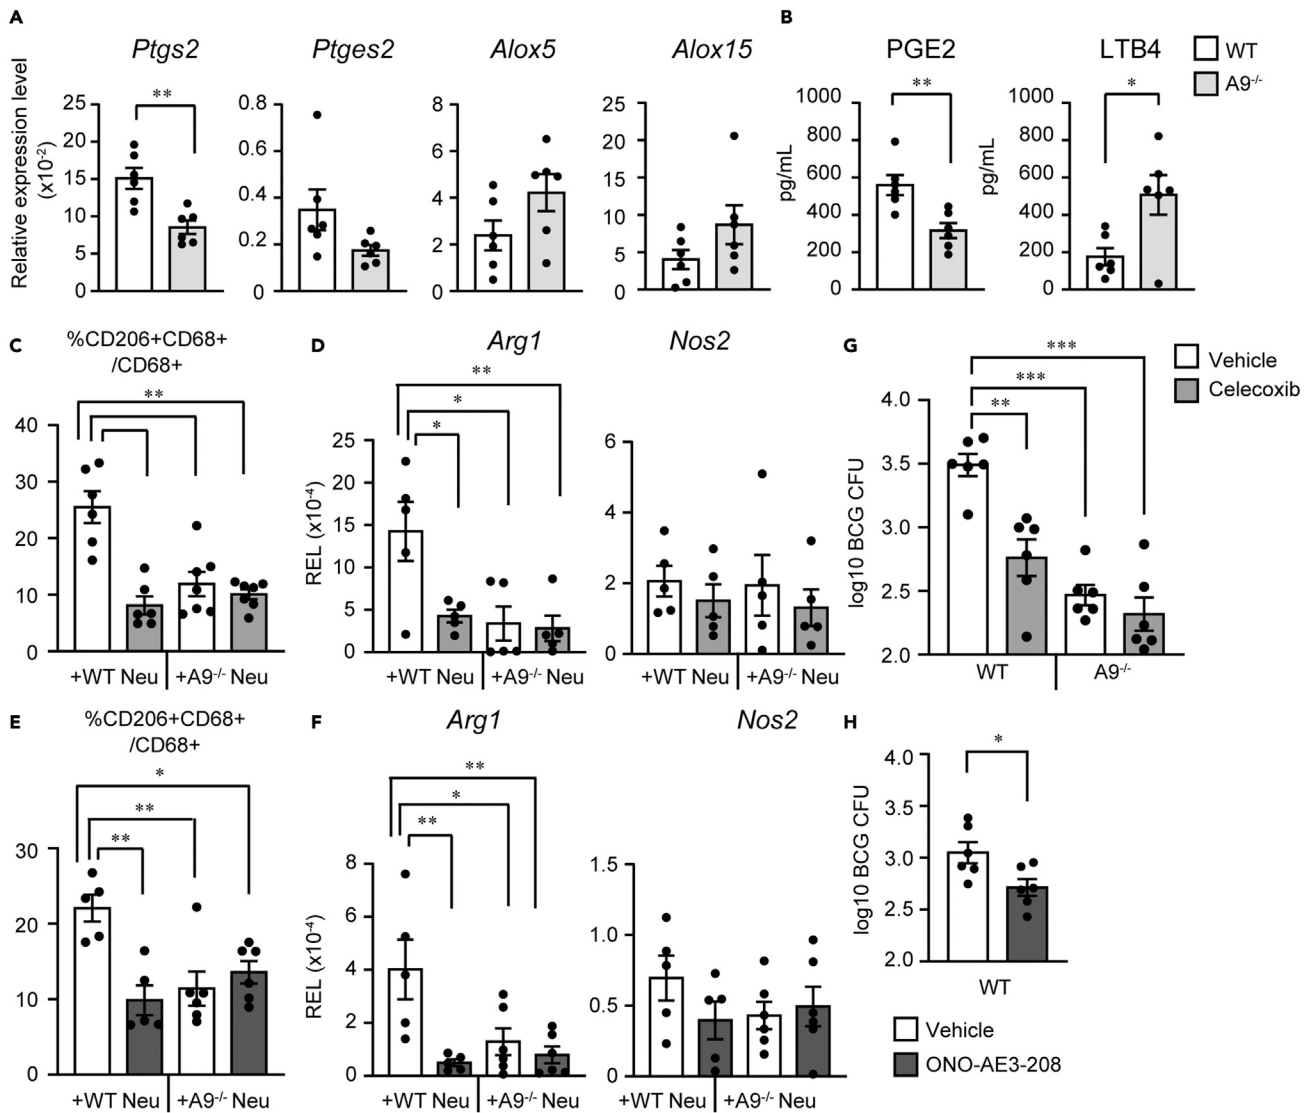 A
B
Ptgs2
Ptges2
Alox5
Alox15
PGE2
LTB4
WT
A9-/-
Relative expression level
(x10-2)
**
25
20
15
10
5
0
0.8
0.6
0.4
0.2
0
8
6
4
2
0
25
20
15
10
5
0
pg/mL
**
1000
800
600
400
200
0
pg/mL
*
1000
800
600
400
200
0
C
%CD206+CD68+
/CD68+
**
40
30
20
10
0
+WT Neu
+A9-/- Neu
D
Arg1
Nos2
**
*
*
REL (x10-4)
25
20
15
10
5
0
+WT Neu
+A9-/- Neu
6
4
2
0
+WT Neu
+A9-/- Neu
G
***
***
**
Vehicle
Celecoxib
log10 BCG CFU
4.0
3.5
3.0
2.5
2.0
WT
A9-/-
E
%CD206+CD68+
/CD68+
*
**
**
30
20
10
0
+WT Neu
+A9-/- Neu
F
Arg1
Nos2
**
*
**
REL (x10-4)
8
6
4
2
0
+WT Neu
+A9-/- Neu
1.5
1.0
0.5
0
+WT Neu
+A9-/- Neu
H
*
log10 BCG CFU
4.0
3.5
3.0
2.5
2.0
WT
Vehicle
ONO-AE3-208